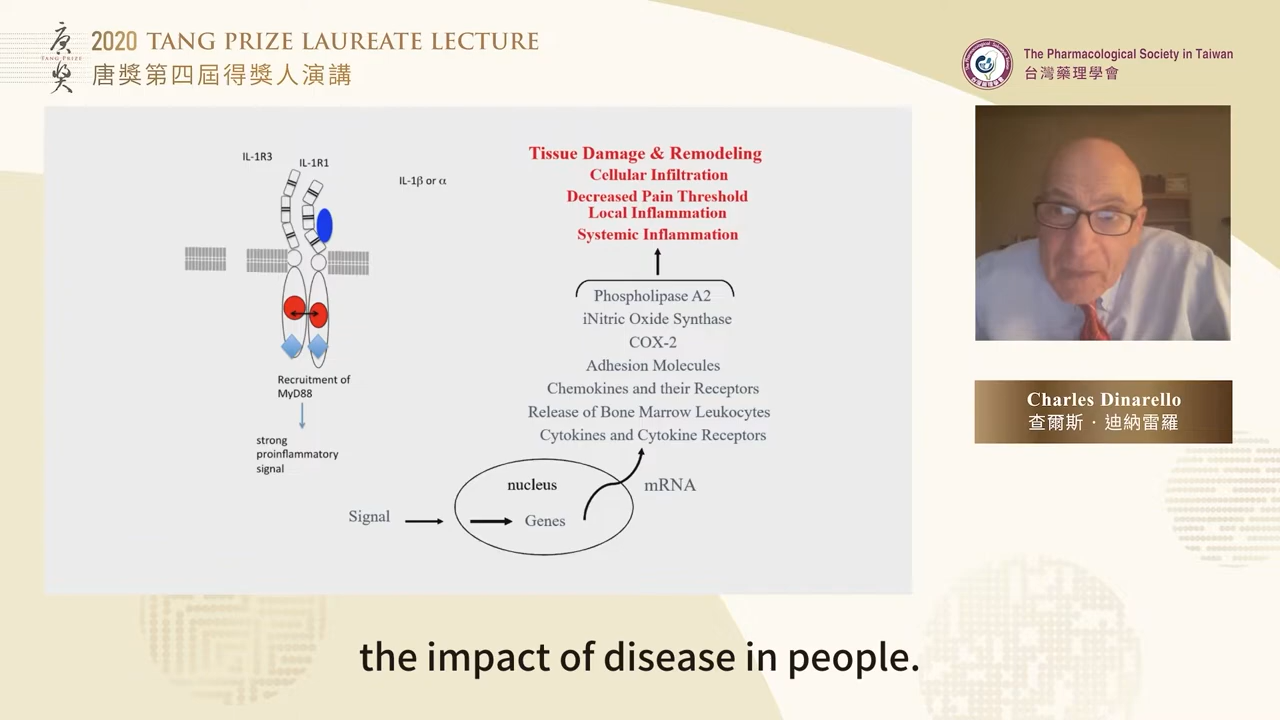 唐獎
TANG PRIZE
2020 TANG PRIZE LAUREATE LECTURE
唐獎第四屆得獎人演講
The Pharmacological Society in Taiwan
台灣藥理學會
IL-1R3
IL-1R1
IL-1β or α
Recruitment of
MyD88
strong
proinflammatory
signal
Tissue Damage & Remodeling
Cellular Infiltration
Decreased Pain Threshold
Local Inflammation
Systemic Inflammation
Phospholipase A2
iNitric Oxide Synthase
COX-2
Adhesion Molecules
Chemokines and their Receptors
Release of Bone Marrow Leukocytes
Cytokines and Cytokine Receptors
nucleus
mRNA
Signal
Genes
Charles Dinarello
查爾斯．迪納雷羅
the impact of disease in people.